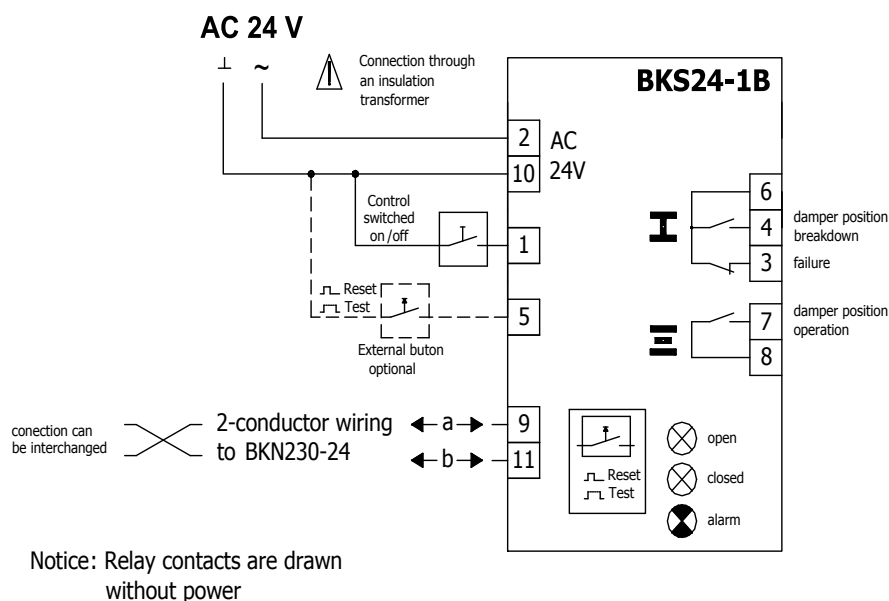 AC 24 V
⊥ ~
Connection through
an insulation
transformer
BKS24-1B
2
AC
10
24V
Control
switched
on /off
1
Reset
Test
5
External buton
optional
6
4
3
damper position
breakdown
failure
7
8
damper position
operation
conection can
be interchanged
2-conductor wiring
to BKN230-24
a
b
9
11
Reset
Test
open
closed
alarm
Notice: Relay contacts are drawn
without power